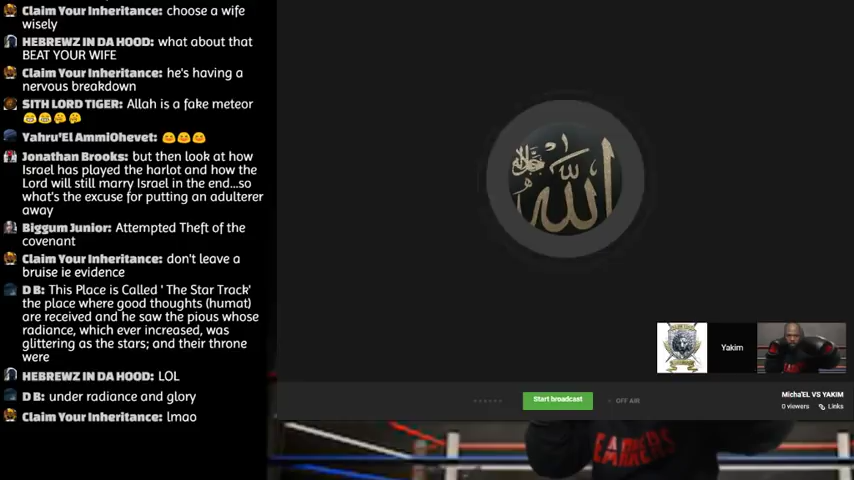 Claim Your Inheritance: choose a wife
wisely
HEBREWZ IN DA HOOD: what about that
BEAT YOUR WIFE
Claim Your Inheritance: he's having a
nervous breakdown
SITH LORD TIGER: Allah is a fake meteor
😂😂🤔🤔
Yahru'El AmmiOhevet: 😊😊😊
Jonathan Brooks: but then look at how
Israel has played the harlot and how the
Lord will still marry Israel in the end...so
what's the excuse for putting an adulterer
away
Biggum Junior: Attempted Theft of the
covenant
Claim Your Inheritance: don't leave a
bruise ie evidence
D B: This Place is Called ' The Star Track'
the place where good thoughts (humat)
are received and he saw the pious whose
radiance, which ever increased, was
glittering as the stars; and their throne
were
HEBREWZ IN DA HOOD: LOL
D B: under radiance and glory
Claim Your Inheritance: lmao
الله جل جلاله
Yakim
Start broadcast
OFF AIR
Micha'EL VS YAKIM
0 viewers
Links